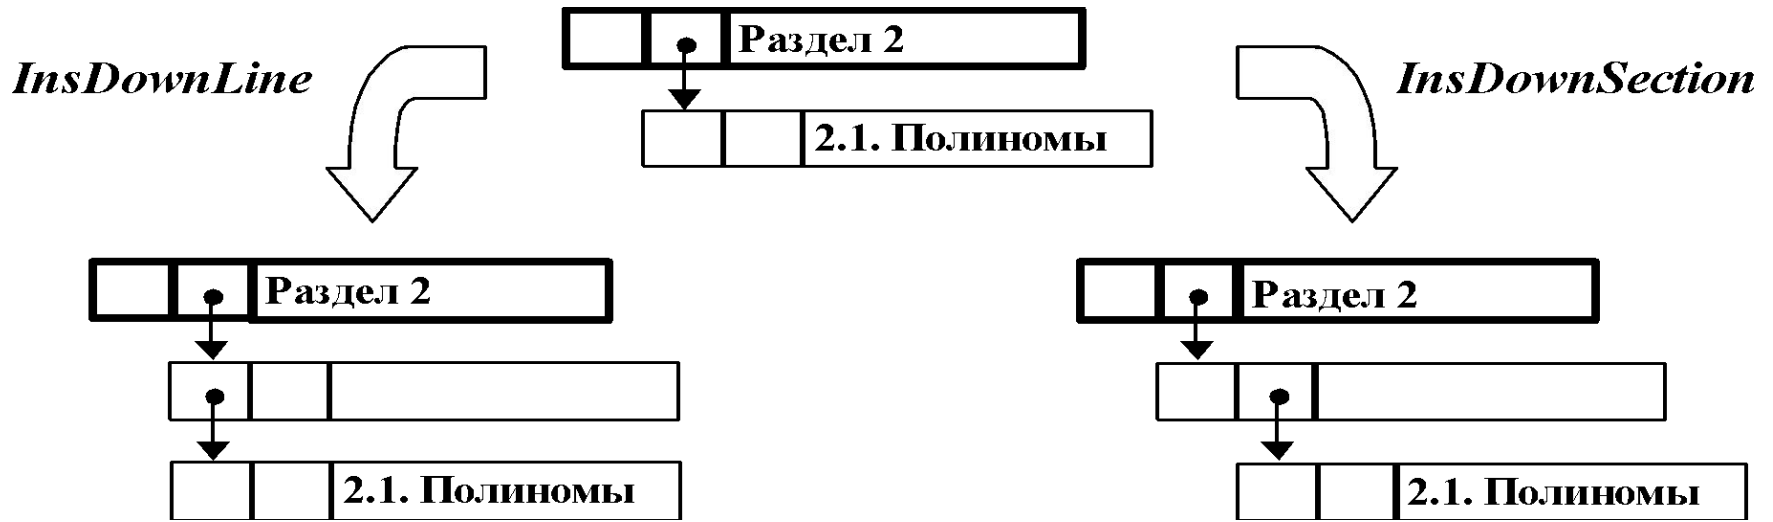 Раздел 2
InsDownLine
InsDownSection
2.1. Полиномы
Раздел 2
Раздел 2
2.1. Полиномы
2.1. Полиномы